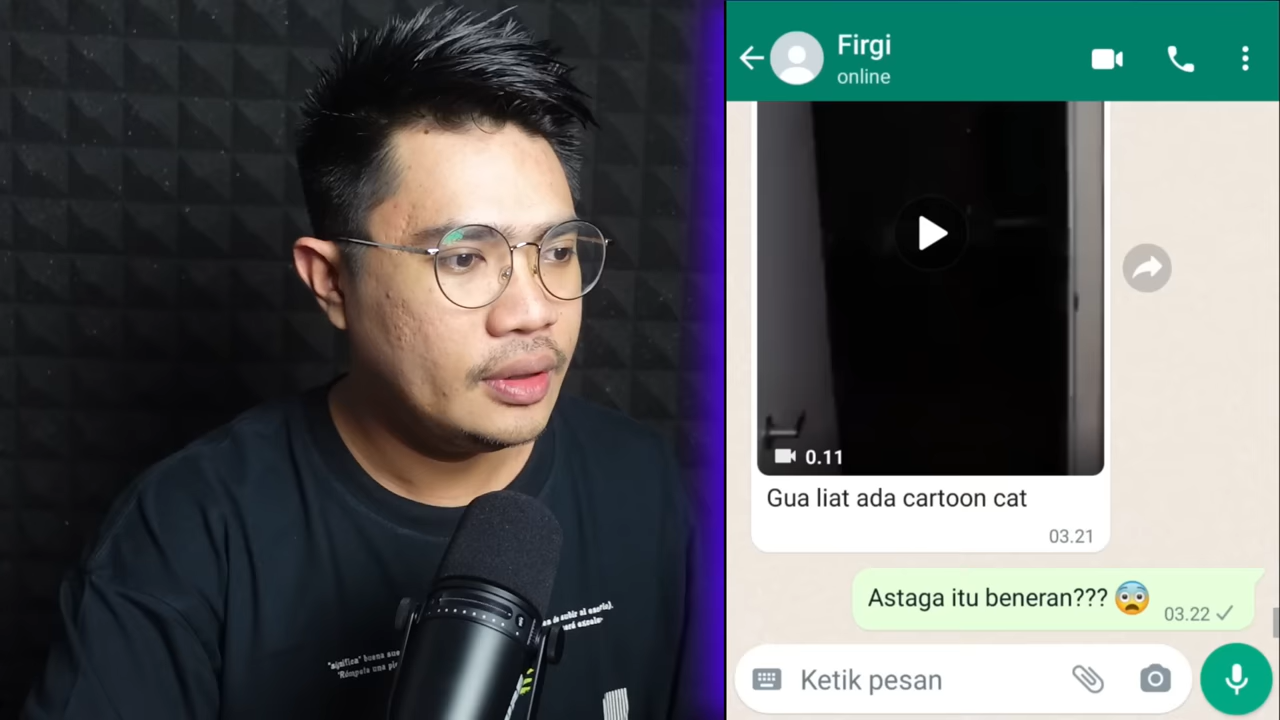 Firgi
online
0.11
Gua liat ada cartoon cat
03.21
Astaga itu beneran??? 😨
03.22
Ketik pesan